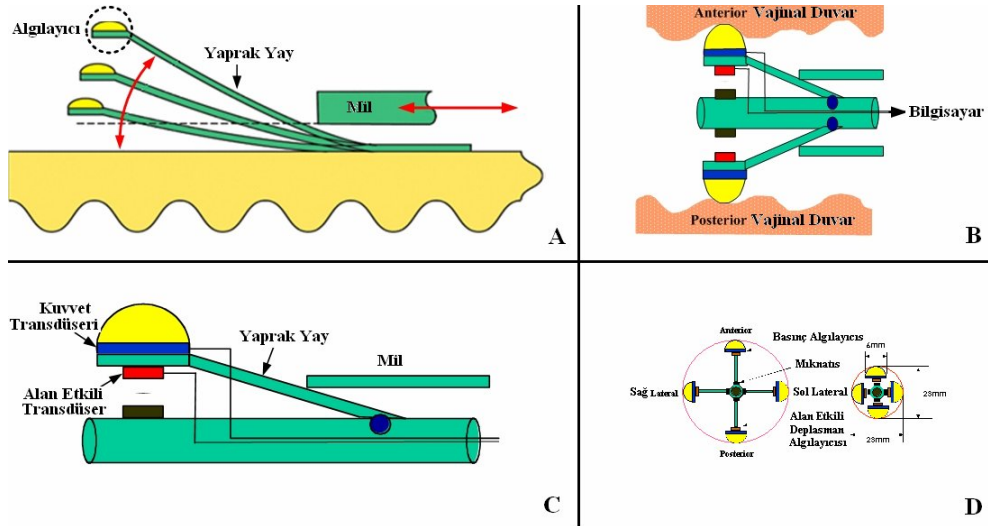 Algılayıcı
Yaprak Yay
Mil
A
Anterior Vajinal Duvar
Bilgisayar
Posterior Vajinal Duvar
B
Kuvvet
Transdüseri
Yaprak Yay
Mil
Alan Etkili
Transdüser
C
Anterior
Basınç Algılayıcıs
6mm
Mıknatıs
Sağ Lateral
Sol Lateral
23mm
Alan Etkili
Deplasman
Algılayıcısı
23mm
Posterior
D